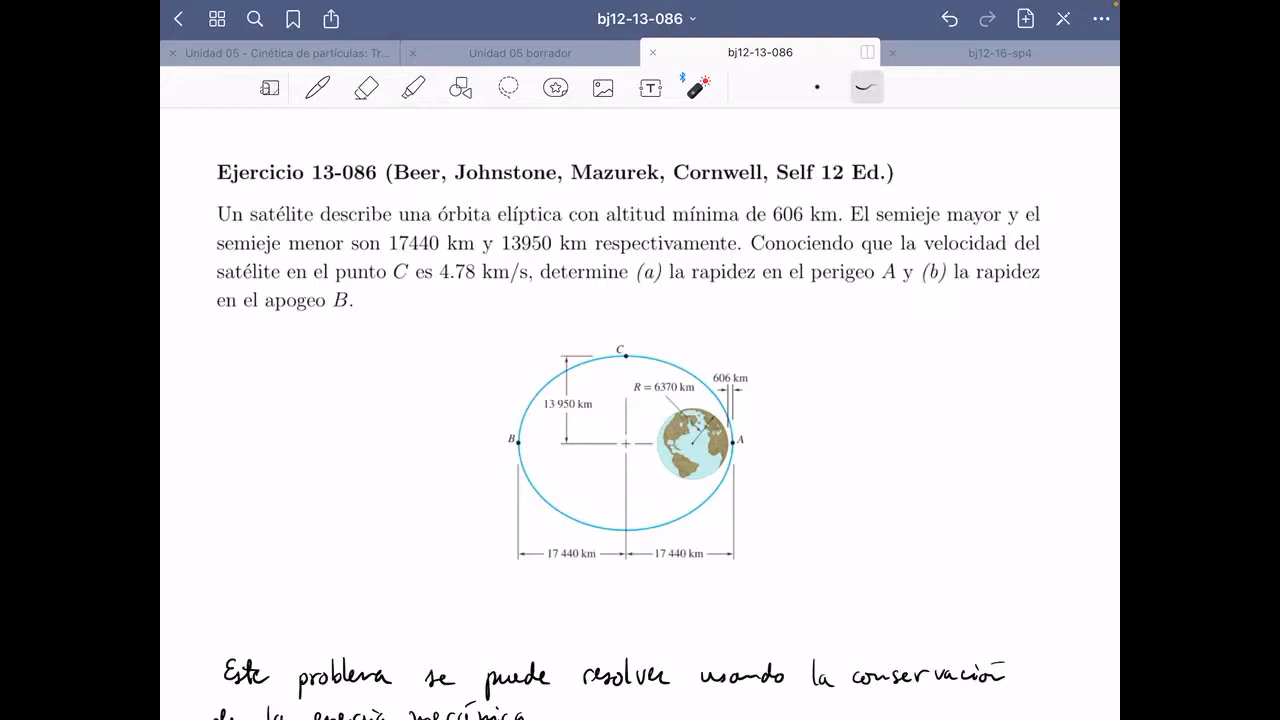 bj12-13-086
Unidad 05 - Cinética de partículas: Tr...
Unidad 05 borrador
bj12-13-086
bj12-16-sp4
T
Ejercicio 13-086 (Beer, Johnstone, Mazurek, Cornwell, Self 12 Ed.)
Un satélite describe una órbita elíptica con altitud mínima de 606 km. El semieje mayor y el
semieje menor son 17440 km y 13950 km respectivamente. Conociendo que la velocidad del
satélite en el punto C es 4.78 km/s, determine (a) la rapidez en el perigeo A y (b) la rapidez
en el apogeo B.
C
606 km
R = 6370 km
13 950 km
B
A
17 440 km
17 440 km
Este problema se puede resolver usando la conservación
de la energía mecánica